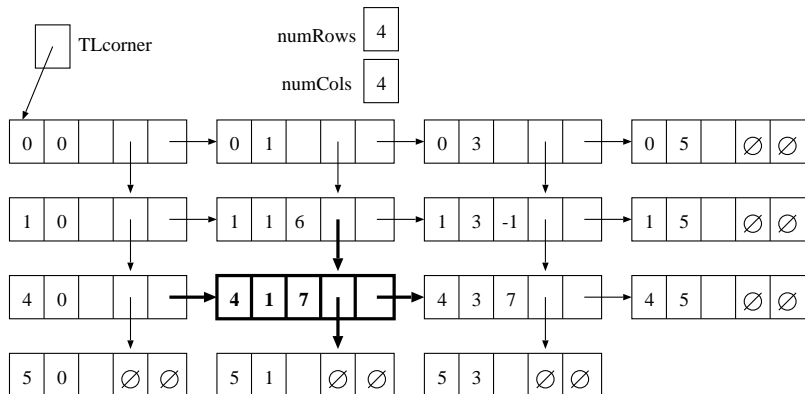 TLcorner
numRows 4
numCols 4
0 0 0 1 0 3 0 5 ∅ ∅
1 0 1 1 6 1 3 -1 1 5 ∅ ∅
4 0 4 1 7 4 3 7 4 5 ∅ ∅
5 0 ∅ ∅ 5 1 ∅ ∅ 5 3 ∅ ∅